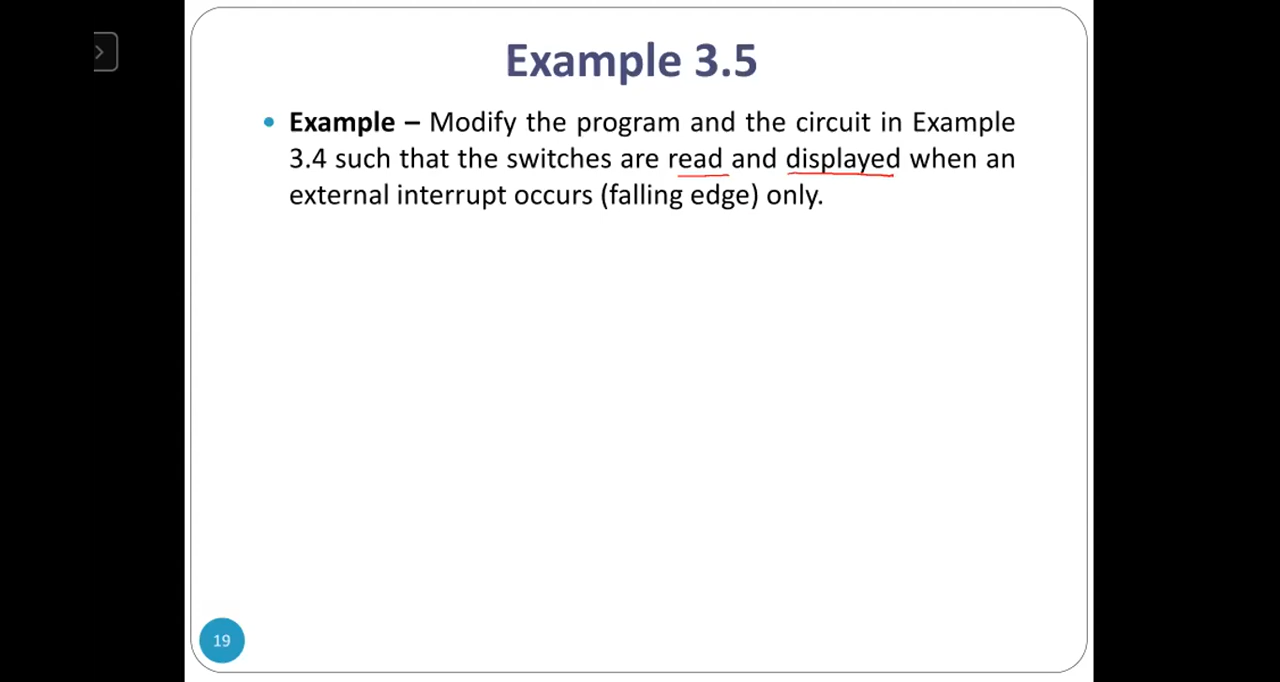 Example 3.5
• Example – Modify the program and the circuit in Example
3.4 such that the switches are read and displayed when an
external interrupt occurs (falling edge) only.
19